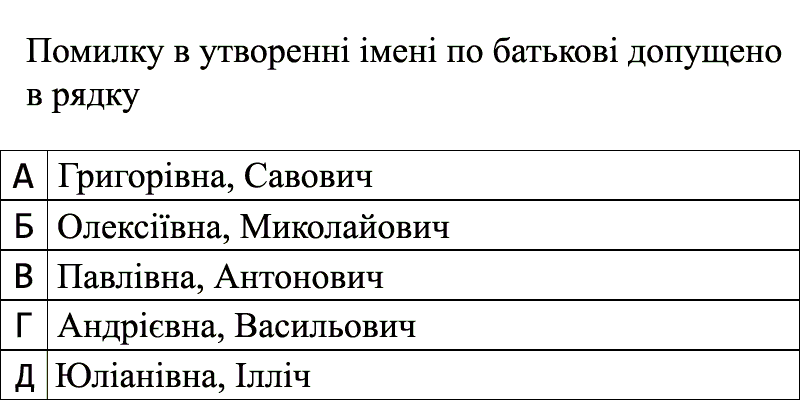 Помилку в утворенні імені по батькові допущено
в рядку
А Григорівна, Савович
Б Олексіївна, Миколайович
В Павлівна, Антонович
Г Андрієвна, Васильович
Д Юліанівна, Ілліч